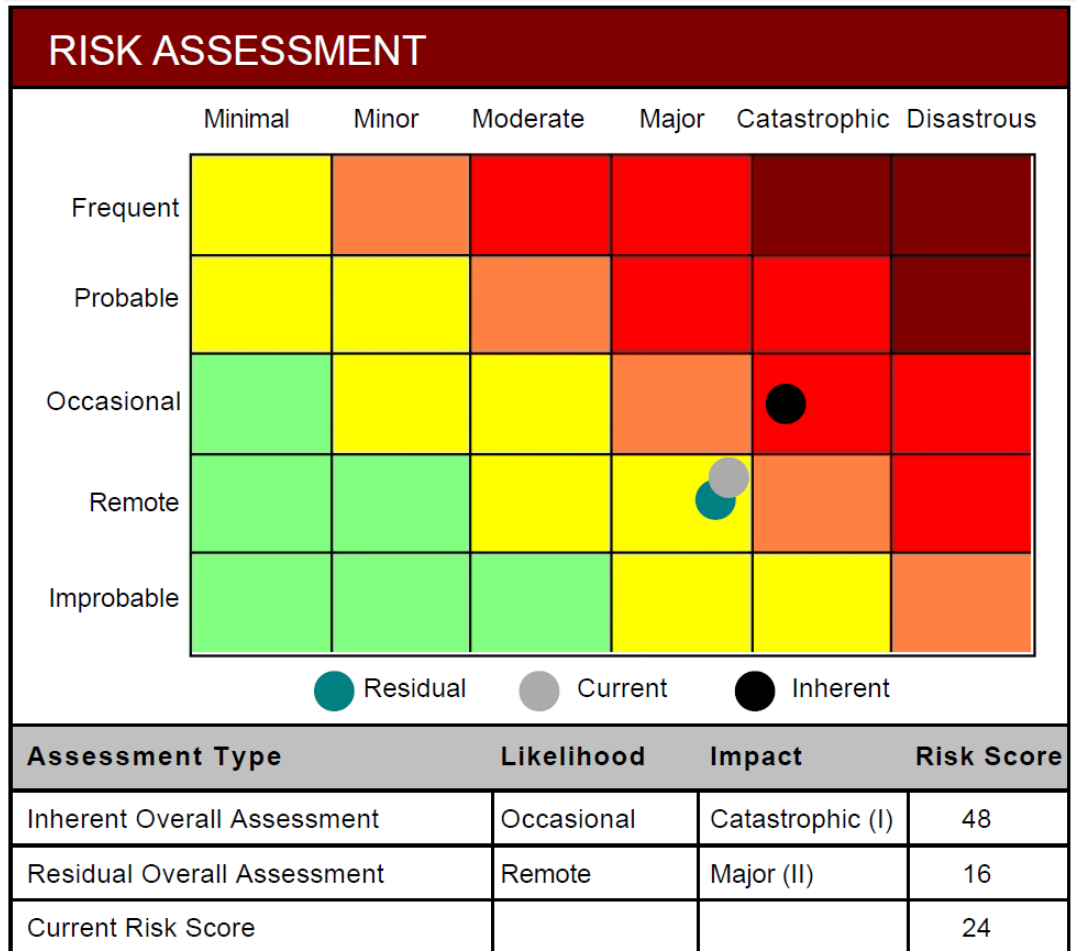 RISK ASSESSMENT
Minimal Minor Moderate Major Catastrophic Disastrous
Frequent
Probable
Occasional
Remote
Improbable
Residual Current Inherent
Assessment Type Likelihood Impact Risk Score
Inherent Overall Assessment Occasional Catastrophic (I) 48
Residual Overall Assessment Remote Major (II) 16
Current Risk Score 24